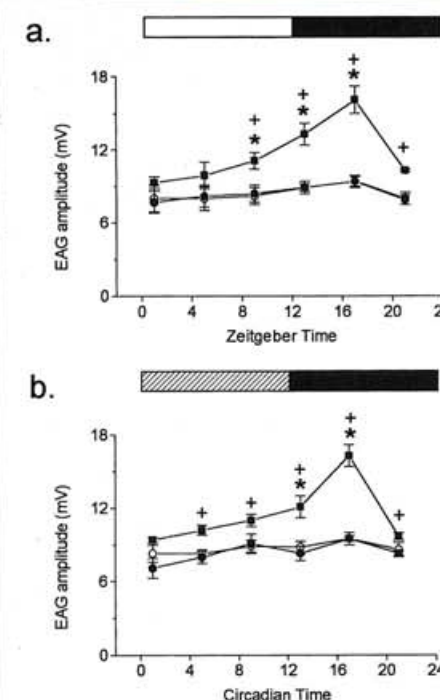 a.
+
+
+
*
*
*
+
18
12
6
0
EAG amplitude (mV)
0 4 8 12 16 20 2
Zeitgeber Time
b.
+
*
+
*
+
+
+
18
12
6
0
EAG amplitude (mV)
0 4 8 12 16 20 24
Circadian Time